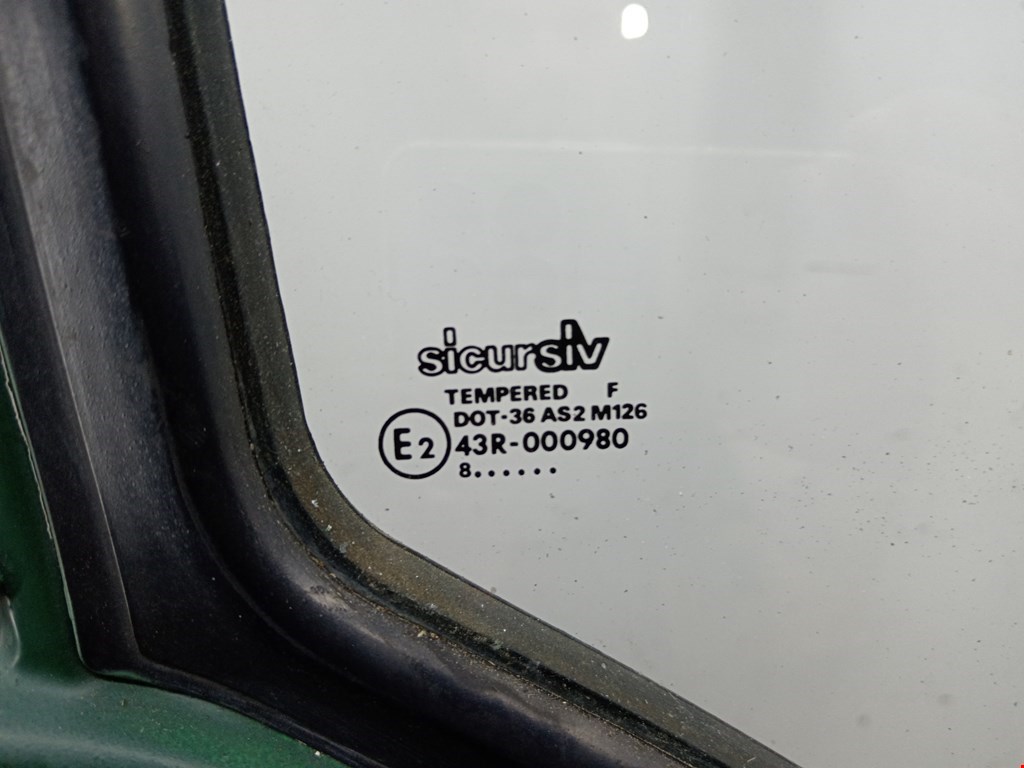 sicursiv
TEMPERED F
DOT-36 AS2 M126
E2 43R-000980
8......